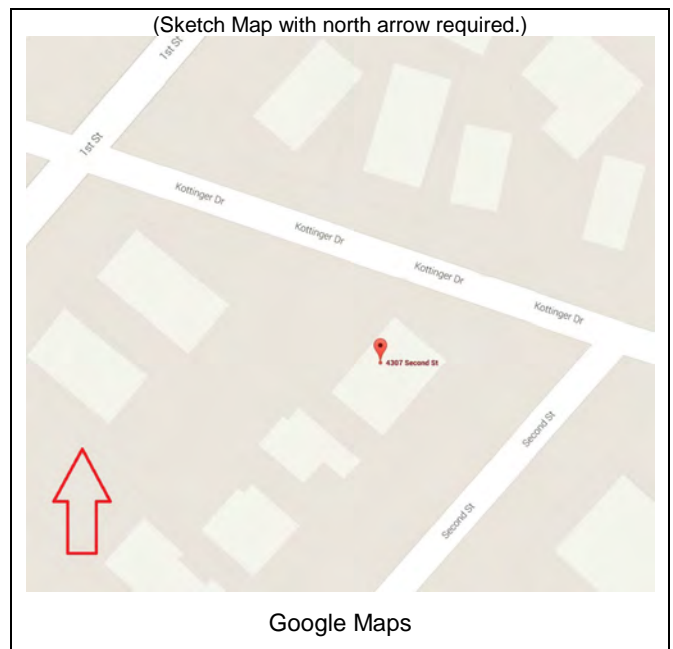 (Sketch Map with north arrow required.)
1st St
1st St
Kottinger Dr
Kottinger Dr
Kottinger Dr
Kottinger Dr
4307 Second St
Second St
Second St
Google Maps